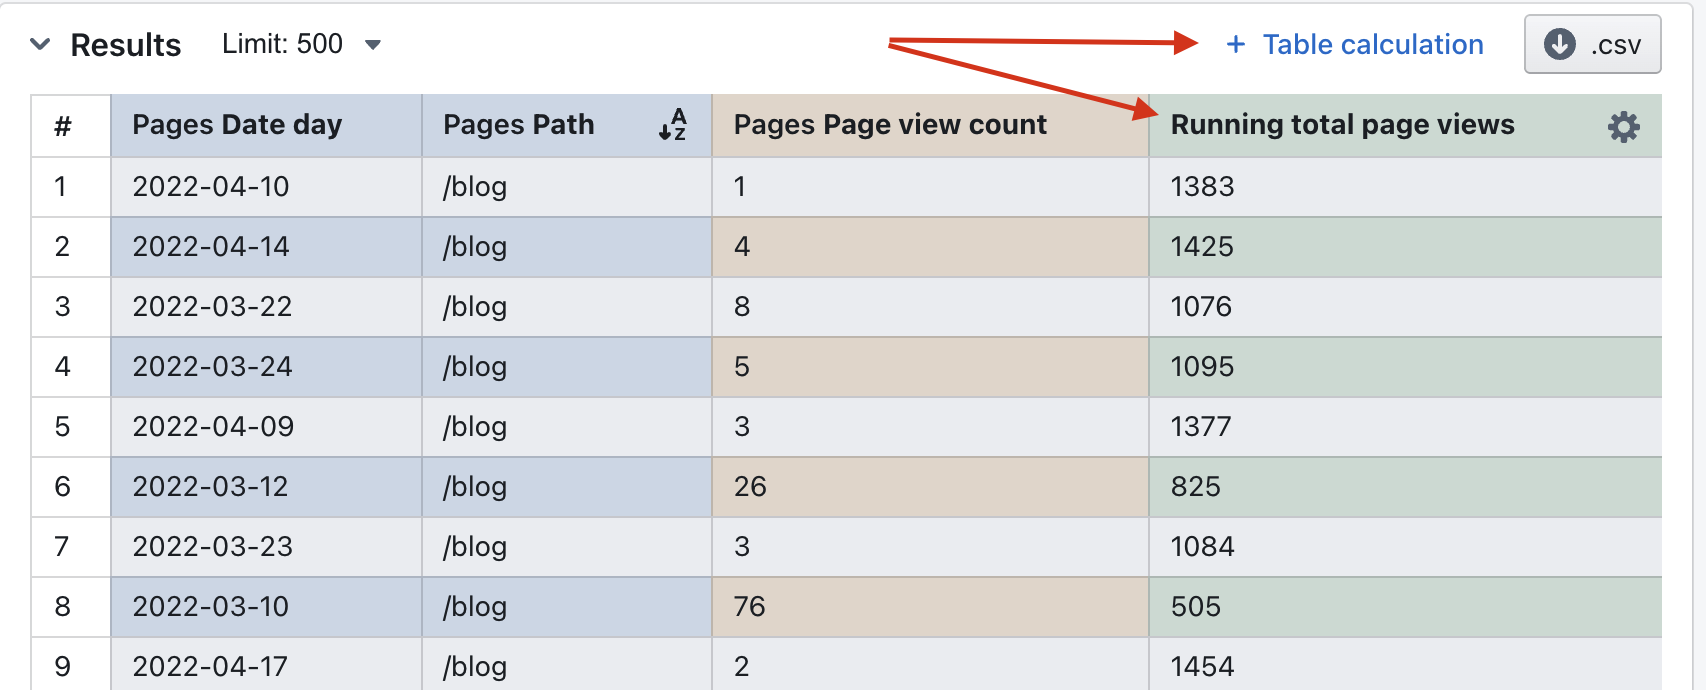 Results Limit: 500 + Table calculation .csv
# Pages Date day Pages Path AZ Pages Page view count Running total page views
1 2022-04-10 /blog 1 1383
2 2022-04-14 /blog 4 1425
3 2022-03-22 /blog 8 1076
4 2022-03-24 /blog 5 1095
5 2022-04-09 /blog 3 1377
6 2022-03-12 /blog 26 825
7 2022-03-23 /blog 3 1084
8 2022-03-10 /blog 76 505
9 2022-04-17 /blog 2 1454